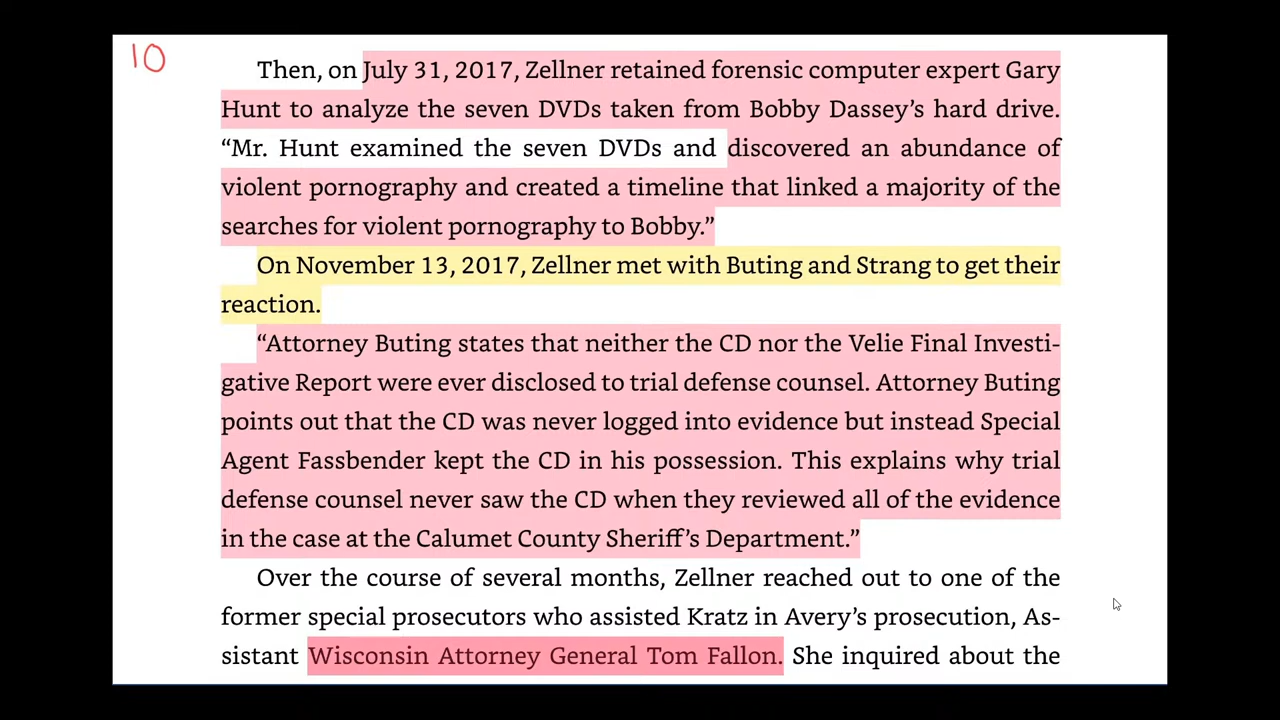 10
Then, on July 31, 2017, Zellner retained forensic computer expert Gary
Hunt to analyze the seven DVDs taken from Bobby Dassey’s hard drive.
“Mr. Hunt examined the seven DVDs and discovered an abundance of
violent pornography and created a timeline that linked a majority of the
searches for violent pornography to Bobby.”
On November 13, 2017, Zellner met with Buting and Strang to get their
reaction.
“Attorney Buting states that neither the CD nor the Velie Final Investi-
gative Report were ever disclosed to trial defense counsel. Attorney Buting
points out that the CD was never logged into evidence but instead Special
Agent Fassbender kept the CD in his possession. This explains why trial
defense counsel never saw the CD when they reviewed all of the evidence
in the case at the Calumet County Sheriff’s Department.”
Over the course of several months, Zellner reached out to one of the
former special prosecutors who assisted Kratz in Avery’s prosecution, As-
sistant Wisconsin Attorney General Tom Fallon. She inquired about the